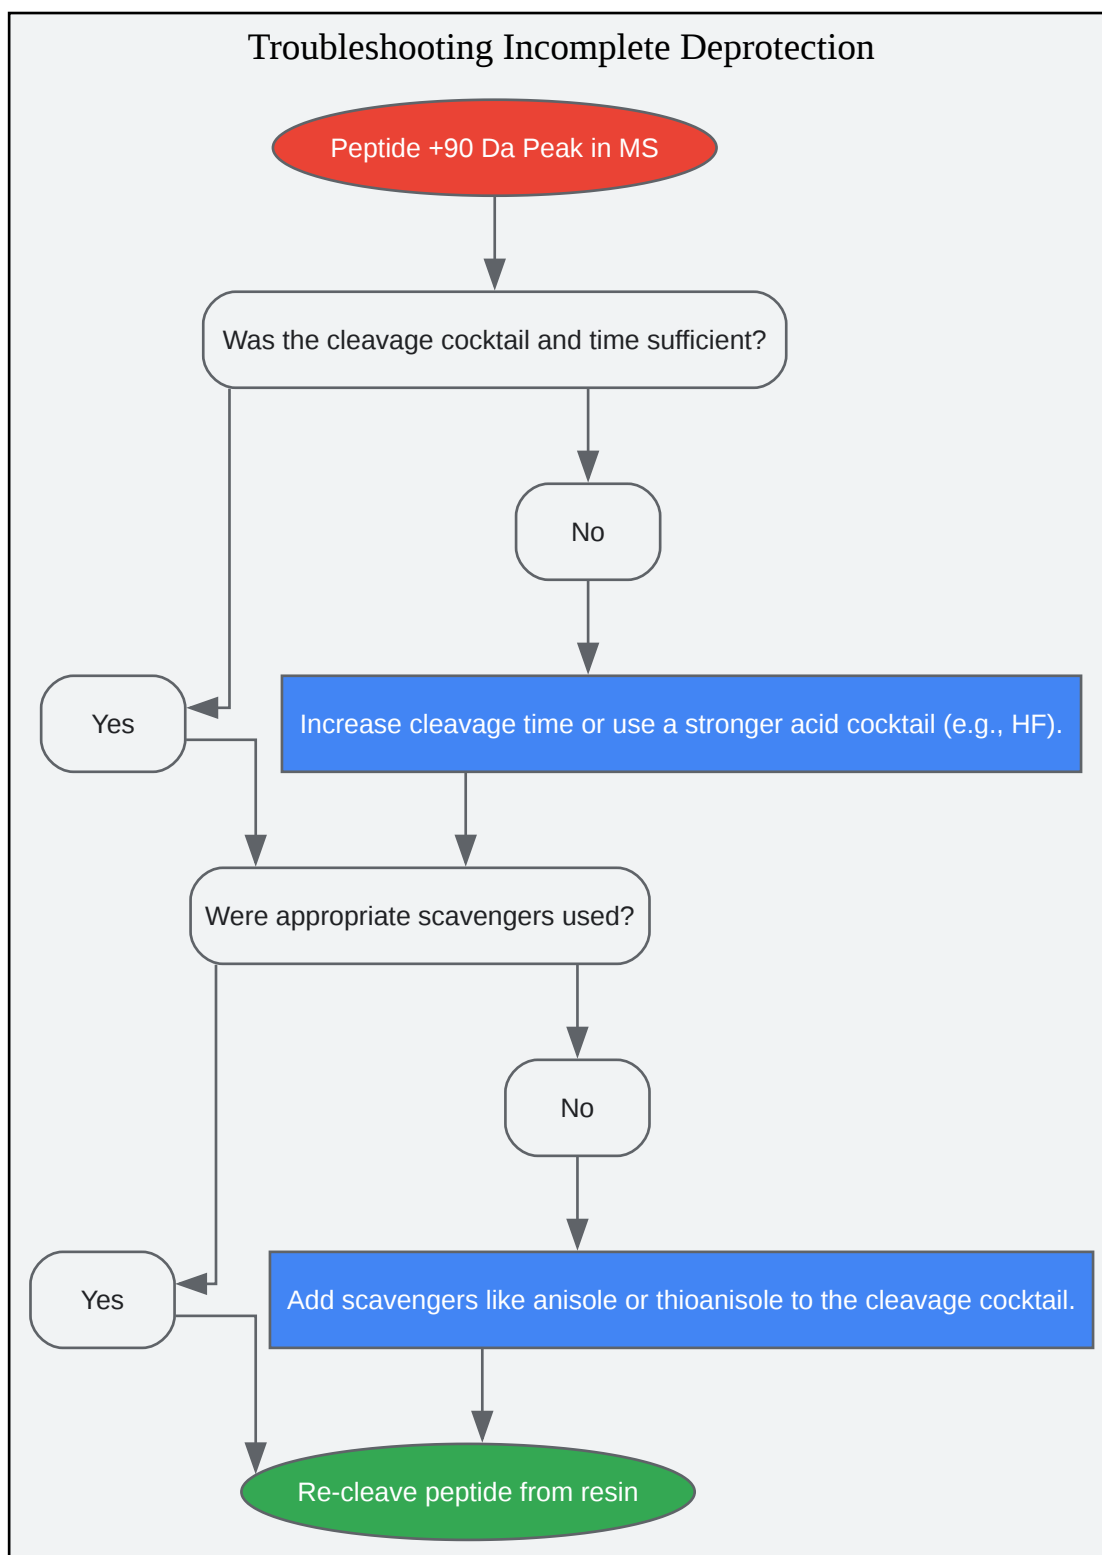 Troubleshooting Incomplete Deprotection
Peptide +90 Da Peak in MS
Was the cleavage cocktail and time sufficient?
No
Yes
Increase cleavage time or use a stronger acid cocktail (e.g., HF).
Were appropriate scavengers used?
No
Yes
Add scavengers like anisole or thioanisole to the cleavage cocktail.
Re-cleave peptide from resin